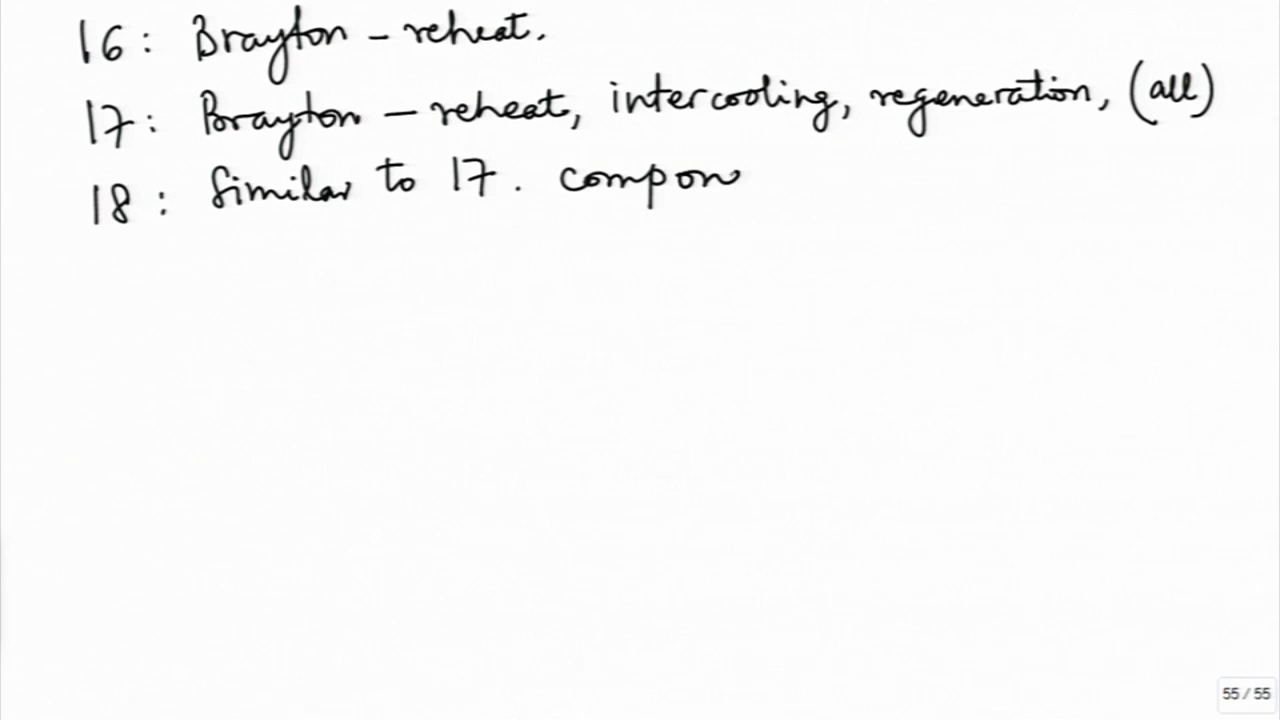 16: Brayton - reheat.
17: Brayton - reheat, intercooling, regeneration, (all)
18: Similar to 17. compon
55 / 55